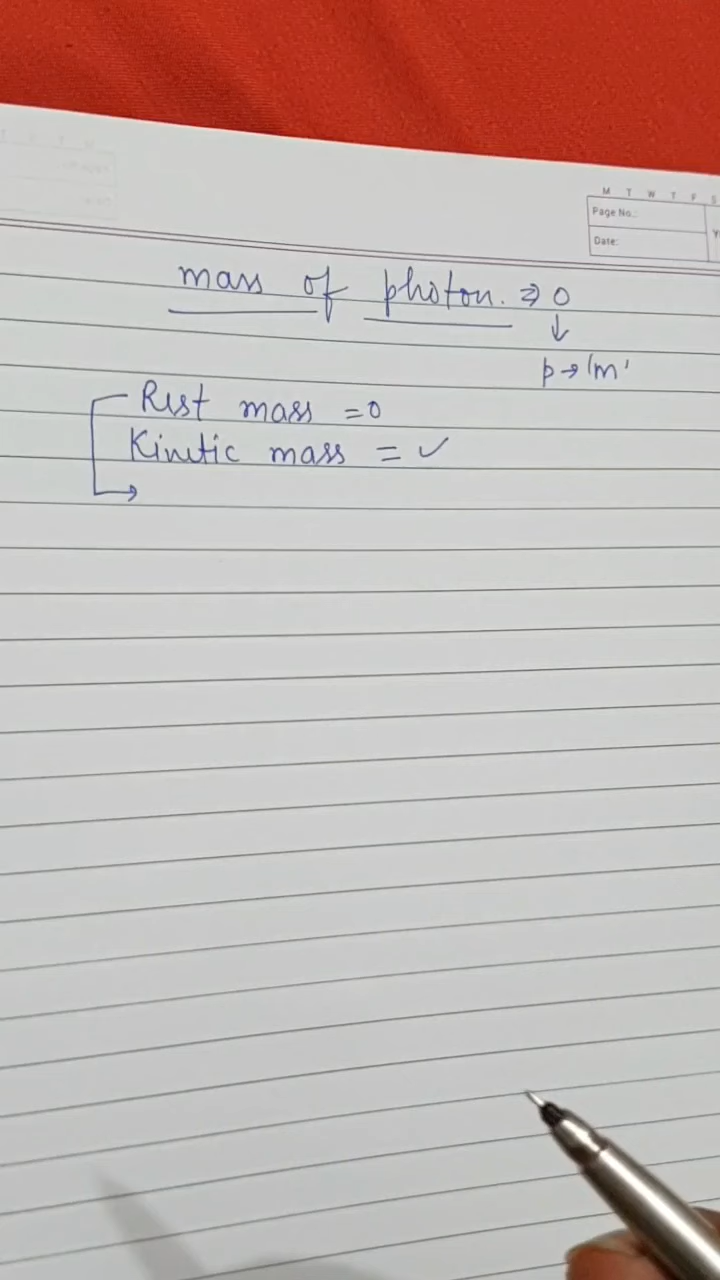 M T W T F S
Page No.:
Date:
Y
mass of photon. ⇒ 0
↓
p→'m'
Rest mass = 0
Kinetic mass = ✓